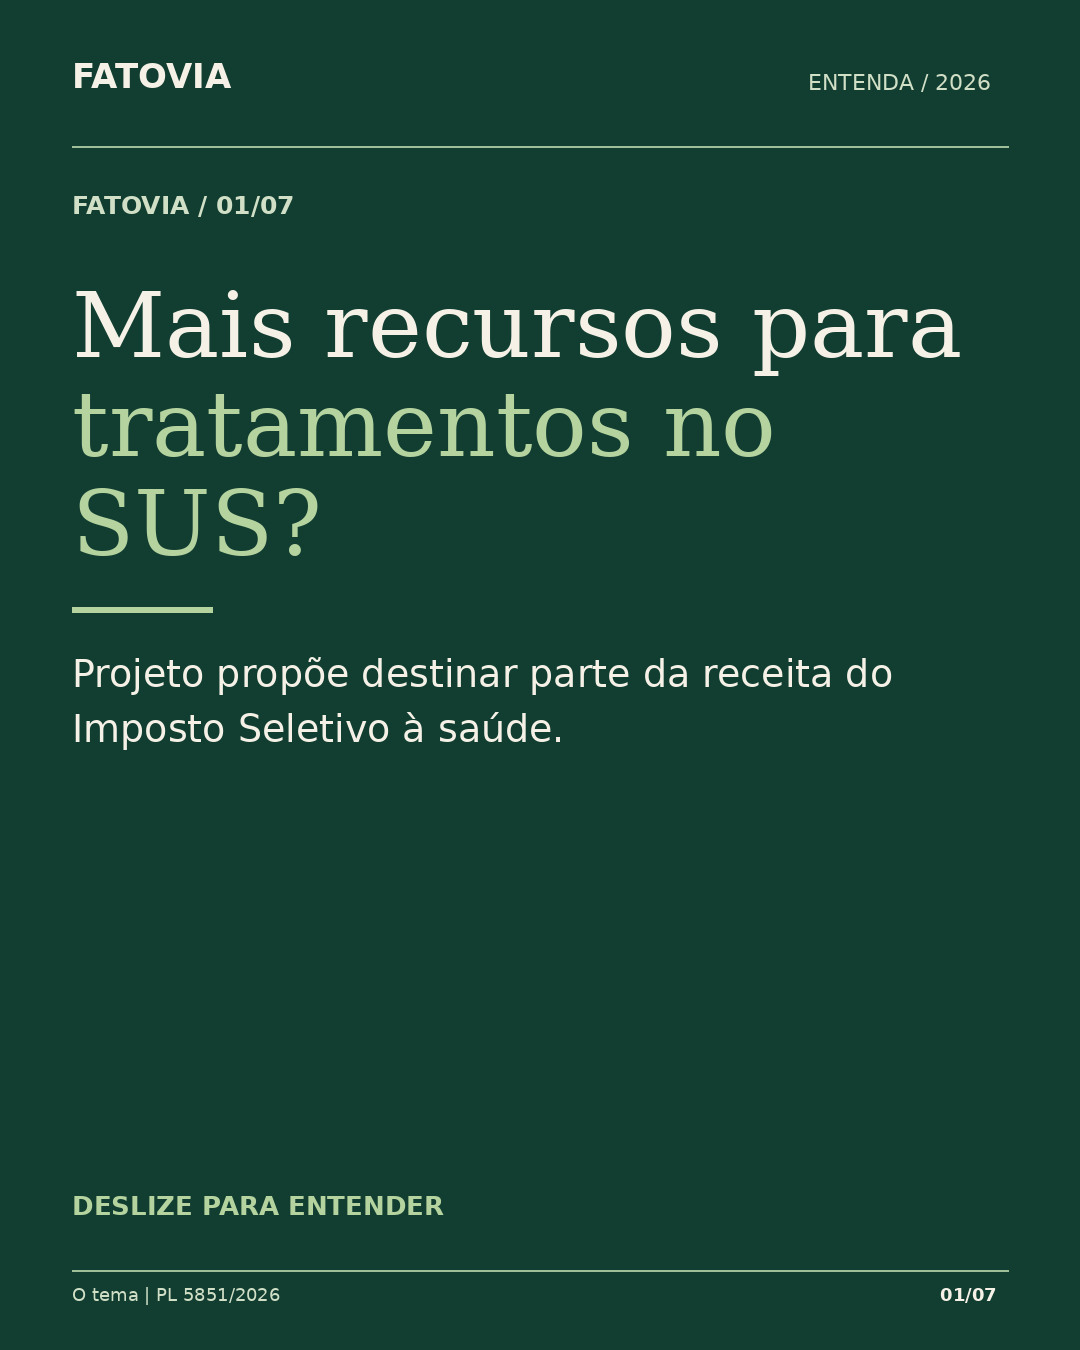 FATOVIA
ENTENDA / 2026
FATOVIA / 01/07
Mais recursos para
tratamentos no
SUS?
Projeto propõe destinar parte da receita do
Imposto Seletivo à saúde.
DESLIZE PARA ENTENDER
O tema | PL 5851/2026
01/07